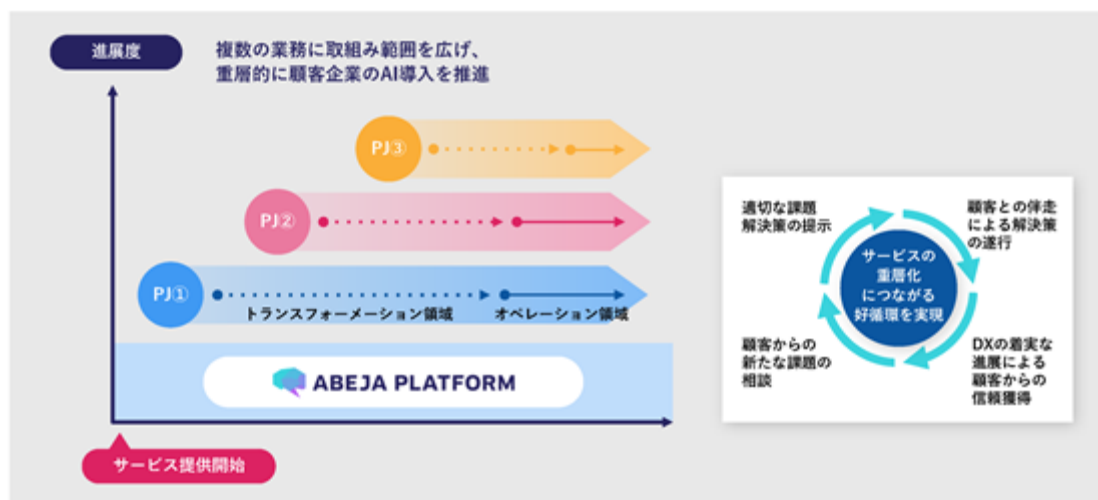 進展度
複数の業務に取組み範囲を広げ、
重層的に顧客企業のAI導入を推進
PJ③
PJ②
PJ①
トランスフォーメーション領域
オペレーション領域
ABEJA PLATFORM
サービス提供開始
適切な課題
解決策の提示
顧客との伴走
による解決策
の遂行
サービスの
重層化
につながる
好循環を実現
顧客からの
新たな課題の
相談
DXの着実な
進展による
顧客からの
信頼獲得